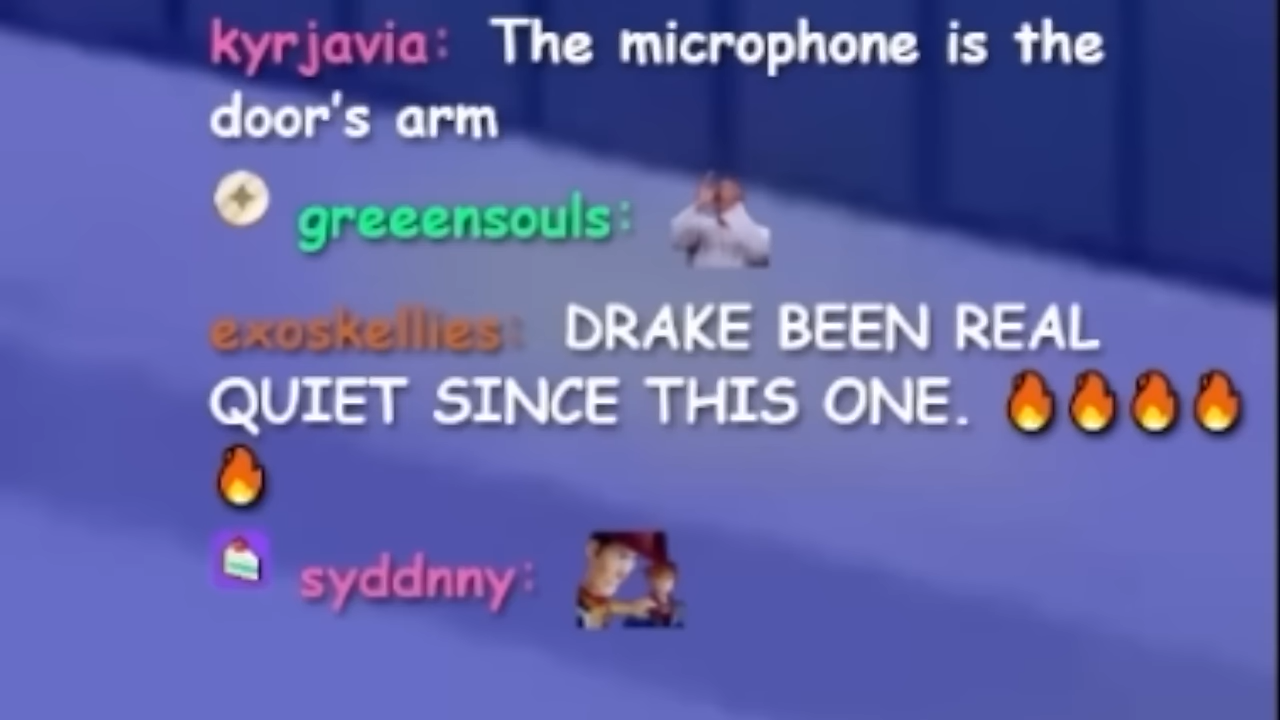 kyrjavia: The microphone is the
door's arm
greeensouls:
exoskellies: DRAKE BEEN REAL
QUIET SINCE THIS ONE. 🔥🔥🔥🔥
🔥
syddnny: